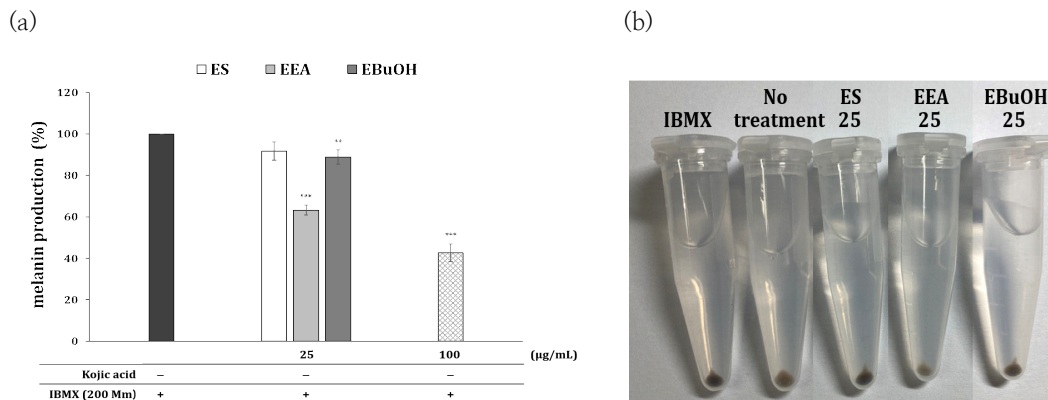 (a)
ES EEA EBuOH
melanin production (%)
120
100
80
60
40
20
0
***
**
***
25 100 (μg/mL)
Kojic acid – – –
IBMX (200 Mm) + + +
(b)
IBMX
No treatment
ES 25
EEA 25
EBuOH 25